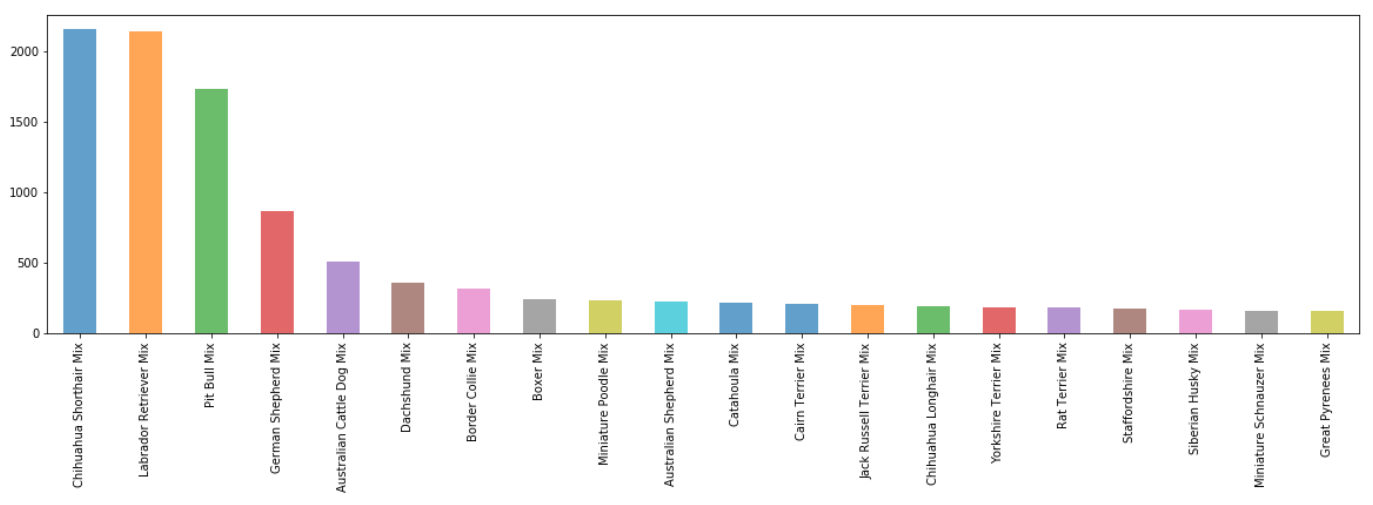 2000
1500
1000
500
0
Chihuahua Shorthair Mix
Labrador Retriever Mix
Pit Bull Mix
German Shepherd Mix
Australian Cattle Dog Mix
Dachshund Mix
Border Collie Mix
Boxer Mix
Miniature Poodle Mix
Australian Shepherd Mix
Catahoula Mix
Cairn Terrier Mix
Jack Russell Terrier Mix
Chihuahua Longhair Mix
Yorkshire Terrier Mix
Rat Terrier Mix
Staffordshire Mix
Siberian Husky Mix
Miniature Schnauzer Mix
Great Pyrenees Mix